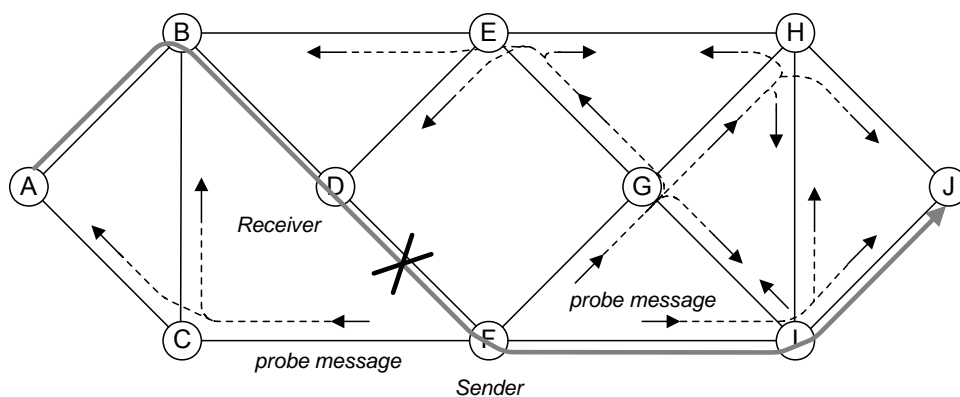 B
E
H
A
D
G
J
Receiver
probe message
C
F
I
probe message
Sender